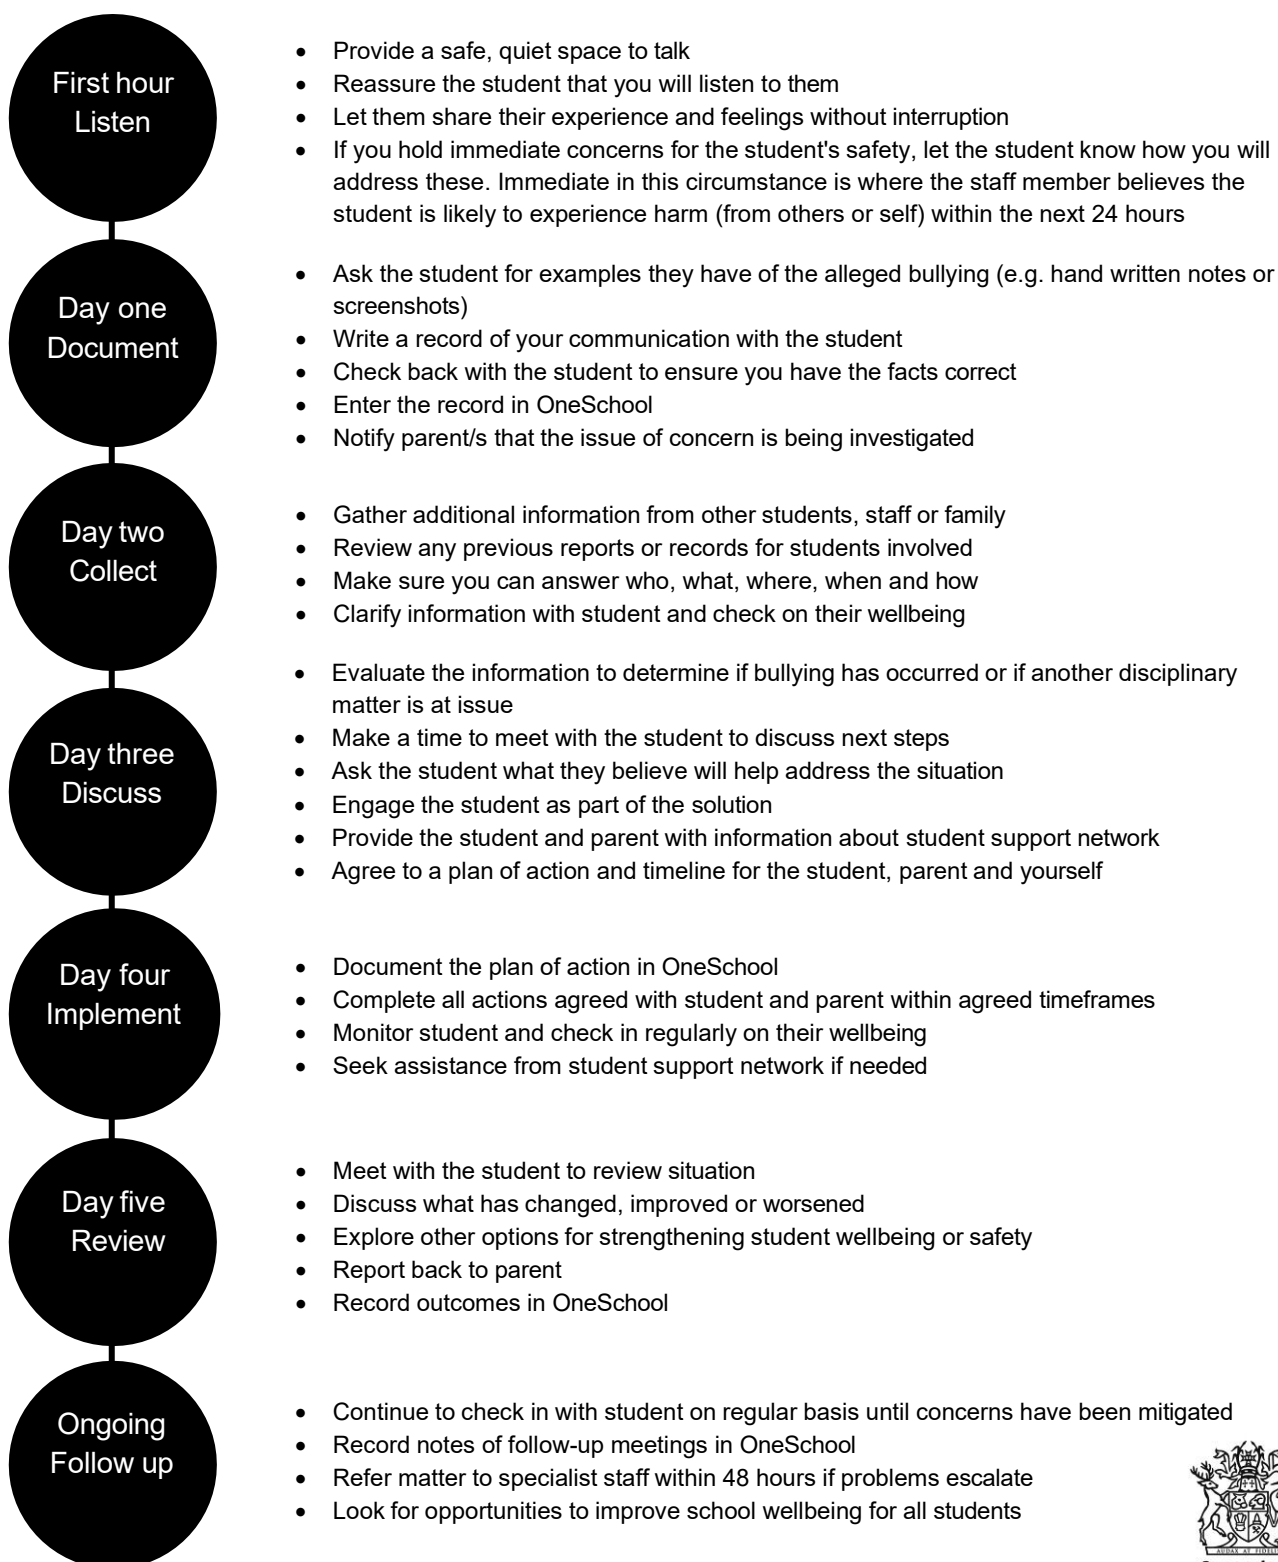 First hour
Listen
• Provide a safe, quiet space to talk
• Reassure the student that you will listen to them
• Let them share their experience and feelings without interruption
• If you hold immediate concerns for the student's safety, let the student know how you will
address these. Immediate in this circumstance is where the staff member believes the
student is likely to experience harm (from others or self) within the next 24 hours
Day one
Document
• Ask the student for examples they have of the alleged bullying (e.g. hand written notes or
screenshots)
• Write a record of your communication with the student
• Check back with the student to ensure you have the facts correct
• Enter the record in OneSchool
• Notify parent/s that the issue of concern is being investigated
Day two
Collect
• Gather additional information from other students, staff or family
• Review any previous reports or records for students involved
• Make sure you can answer who, what, where, when and how
• Clarify information with student and check on their wellbeing
Day three
Discuss
• Evaluate the information to determine if bullying has occurred or if another disciplinary
matter is at issue
• Make a time to meet with the student to discuss next steps
• Ask the student what they believe will help address the situation
• Engage the student as part of the solution
• Provide the student and parent with information about student support network
• Agree to a plan of action and timeline for the student, parent and yourself
Day four
Implement
• Document the plan of action in OneSchool
• Complete all actions agreed with student and parent within agreed timeframes
• Monitor student and check in regularly on their wellbeing
• Seek assistance from student support network if needed
Day five
Review
• Meet with the student to review situation
• Discuss what has changed, improved or worsened
• Explore other options for strengthening student wellbeing or safety
• Report back to parent
• Record outcomes in OneSchool
Ongoing
Follow up
• Continue to check in with student on regular basis until concerns have been mitigated
• Record notes of follow-up meetings in OneSchool
• Refer matter to specialist staff within 48 hours if problems escalate
• Look for opportunities to improve school wellbeing for all students